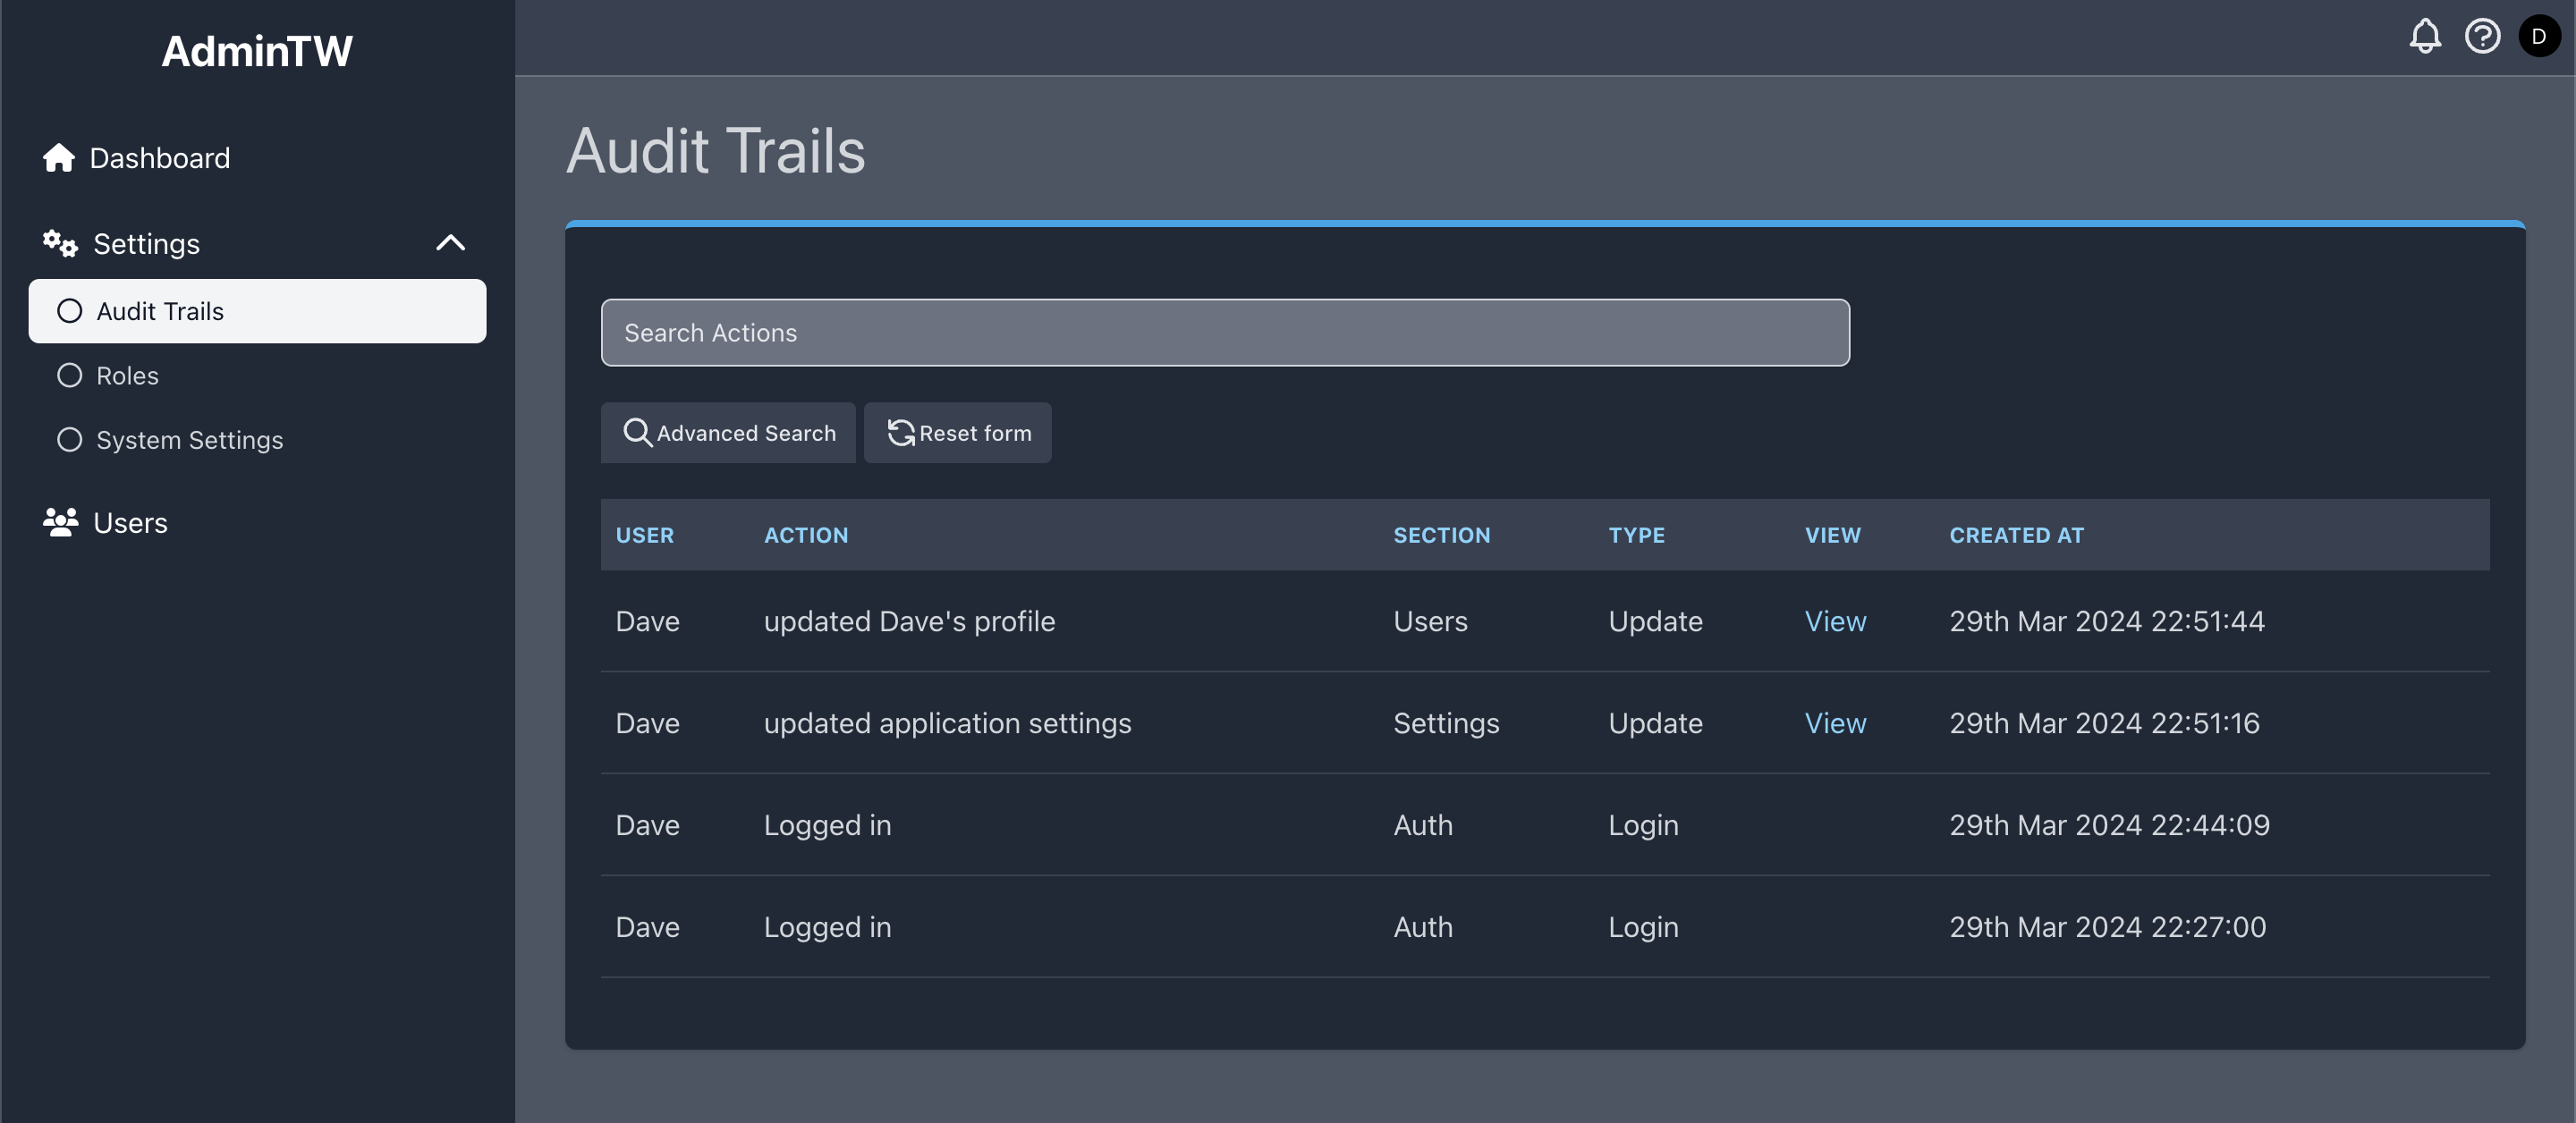 AdminTW
D
Dashboard
Settings
Audit Trails
Roles
System Settings
Users
Audit Trails
Search Actions
Advanced Search Reset form
USER ACTION SECTION TYPE VIEW CREATED AT
Dave updated Dave's profile Users Update View 29th Mar 2024 22:51:44
Dave updated application settings Settings Update View 29th Mar 2024 22:51:16
Dave Logged in Auth Login 29th Mar 2024 22:44:09
Dave Logged in Auth Login 29th Mar 2024 22:27:00